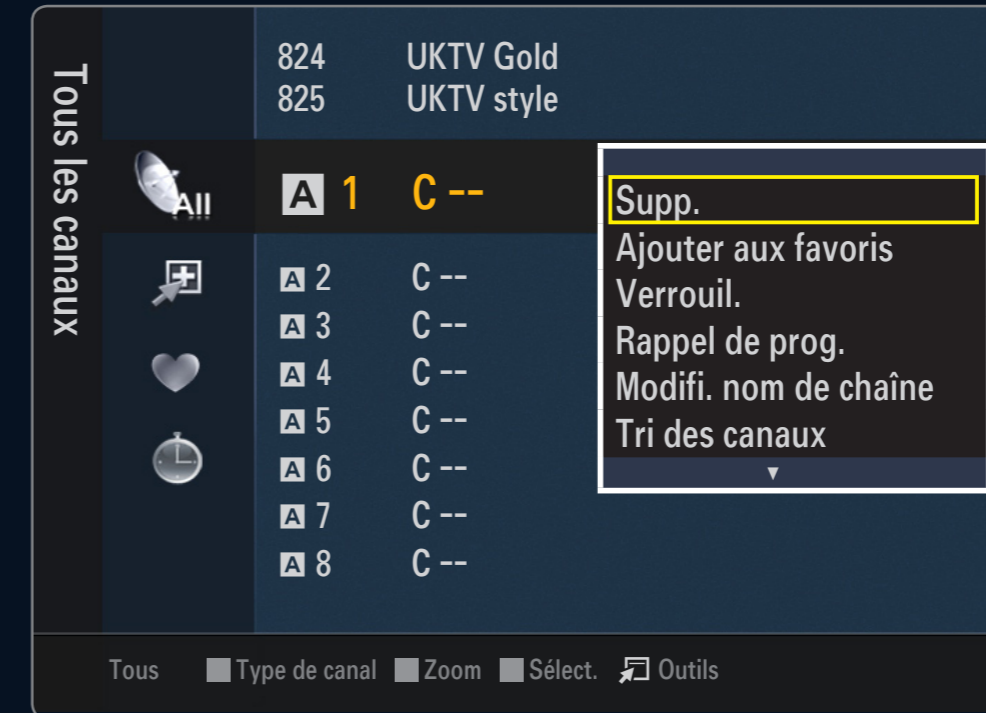 Tous les canaux
824 UKTV Gold
825 UKTV style
All
A 1 C --
A 2 C --
A 3 C --
A 4 C --
A 5 C --
A 6 C --
A 7 C --
A 8 C --
Supp.
Ajouter aux favoris
Verrouil.
Rappel de prog.
Modifi. nom de chaîne
Tri des canaux
▼
Tous Type de canal Zoom Sélect. Outils